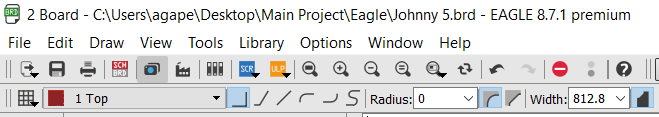 2 Board - C:\Users\agape\Desktop\Main Project\Eagle\Johnny 5.brd - EAGLE 8.7.1 premium
File Edit Draw View Tools Library Options Window Help
SCH BRD SCR ULP
1 Top Radius: 0 Width: 812.8